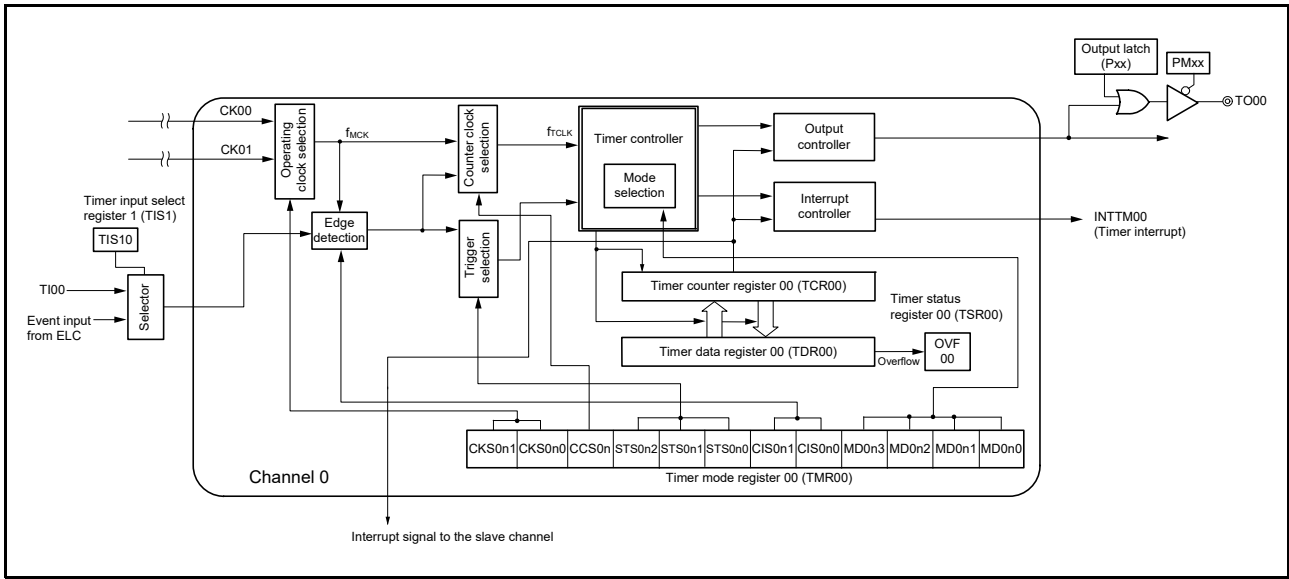 Output latch
(Pxx)
PMxx
TO00
CK00
CK01
Operating
clock selection
fMCK
Counter clock
selection
fTCLK
Timer controller
Mode
selection
Output
controller
Interrupt
controller
INTTM00
(Timer interrupt)
Timer input select
register 1 (TIS1)
TIS10
Edge
detection
Trigger
selection
TI00
Selector
Event input
from ELC
Timer counter register 00 (TCR00)
Timer status
register 00 (TSR00)
Timer data register 00 (TDR00)
Overflow
OVF
00
CKS0n1 CKS0n0 CCS0n STS0n2 STS0n1 STS0n0 CIS0n1 CIS0n0 MD0n3 MD0n2 MD0n1 MD0n0
Channel 0
Timer mode register 00 (TMR00)
Interrupt signal to the slave channel